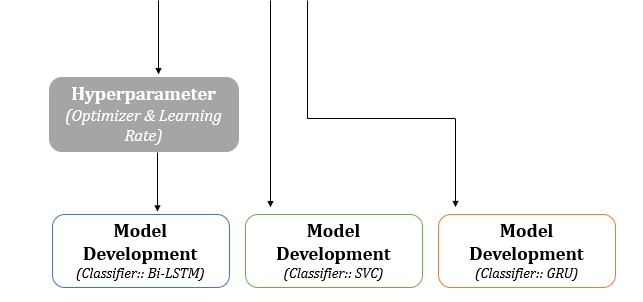 Hyperparameter
(Optimizer & Learning
Rate)
Model
Development
(Classifier:: Bi-LSTM)
Model
Development
(Classifier:: SVC)
Model
Development
(Classifier:: GRU)